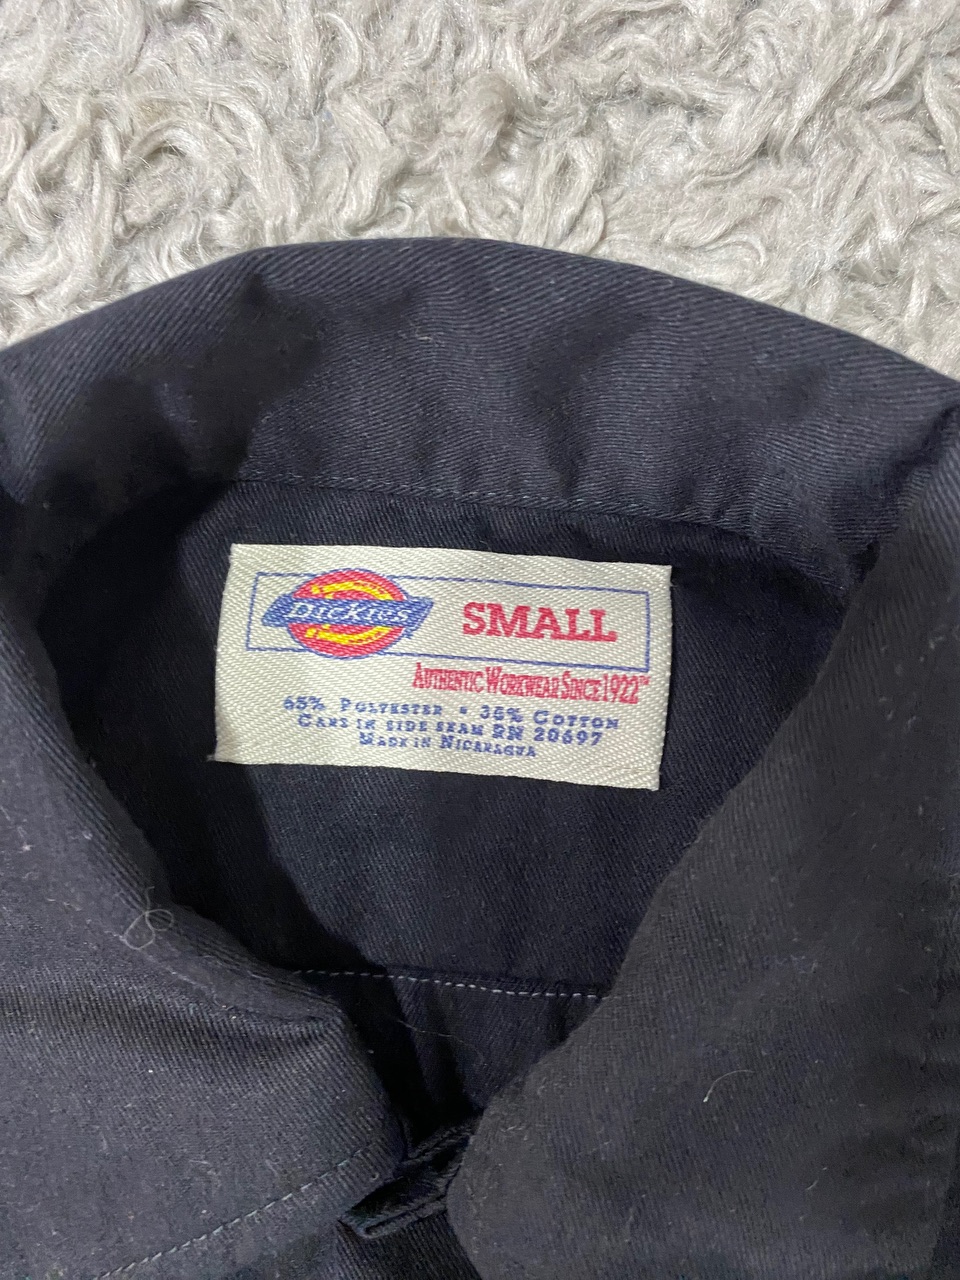 Dickies
SMALL
AUTHENTIC WORKWEAR SINCE 1922™
65% POLYESTER • 35% COTTON
CARE IN SIDE SEAM RN 20697
MADE IN NICARAGUA